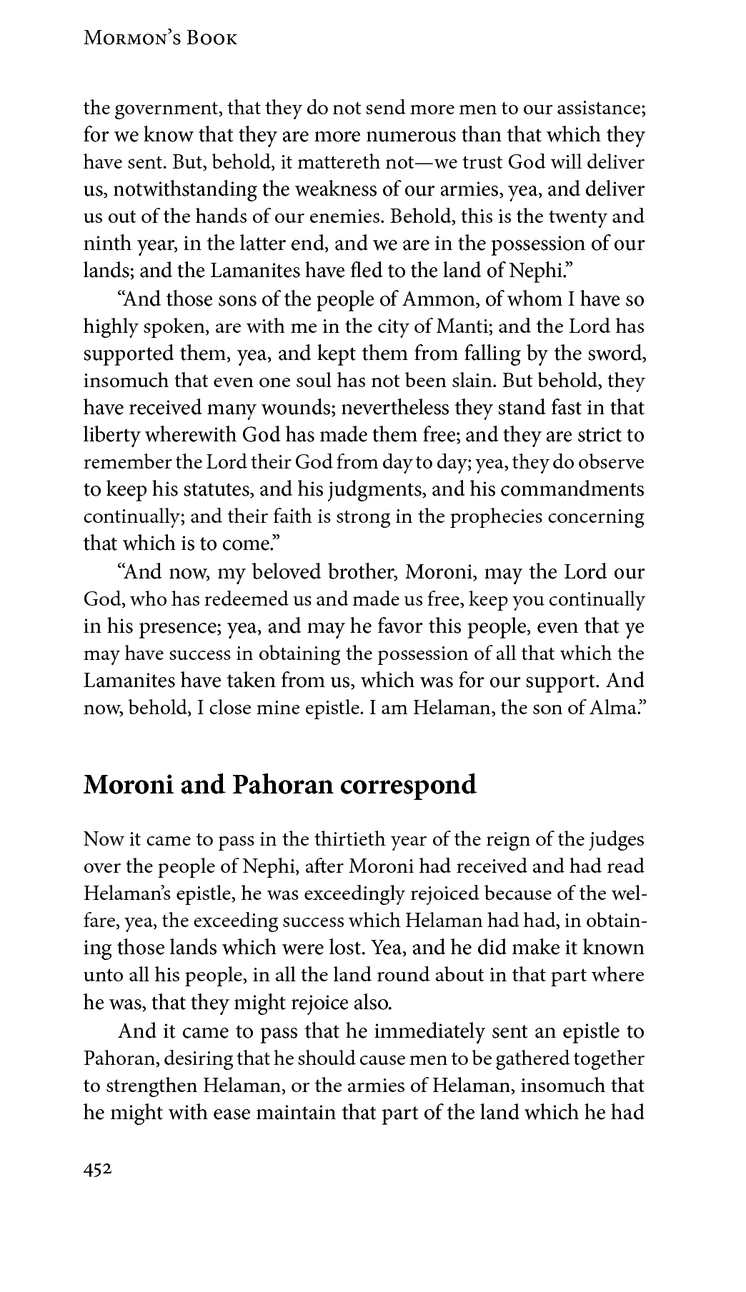 Mormon’s Book
the government, that they do not send more men to our assistance;
for we know that they are more numerous than that which they
have sent. But, behold, it mattereth not—we trust God will deliver
us, notwithstanding the weakness of our armies, yea, and deliver
us out of the hands of our enemies. Behold, this is the twenty and
ninth year, in the latter end, and we are in the possession of our
lands; and the Lamanites have fled to the land of Nephi.”
“And those sons of the people of Ammon, of whom I have so
highly spoken, are with me in the city of Manti; and the Lord has
supported them, yea, and kept them from falling by the sword,
insomuch that even one soul has not been slain. But behold, they
have received many wounds; nevertheless they stand fast in that
liberty wherewith God has made them free; and they are strict to
remember the Lord their God from day to day; yea, they do observe
to keep his statutes, and his judgments, and his commandments
continually; and their faith is strong in the prophecies concerning
that which is to come.”
“And now, my beloved brother, Moroni, may the Lord our
God, who has redeemed us and made us free, keep you continually
in his presence; yea, and may he favor this people, even that ye
may have success in obtaining the possession of all that which the
Lamanites have taken from us, which was for our support. And
now, behold, I close mine epistle. I am Helaman, the son of Alma.”
Moroni and Pahoran correspond
Now it came to pass in the thirtieth year of the reign of the judges
over the people of Nephi, after Moroni had received and had read
Helaman’s epistle, he was exceedingly rejoiced because of the wel-
fare, yea, the exceeding success which Helaman had had, in obtain-
ing those lands which were lost. Yea, and he did make it known
unto all his people, in all the land round about in that part where
he was, that they might rejoice also.
And it came to pass that he immediately sent an epistle to
Pahoran, desiring that he should cause men to be gathered together
to strengthen Helaman, or the armies of Helaman, insomuch that
he might with ease maintain that part of the land which he had
452